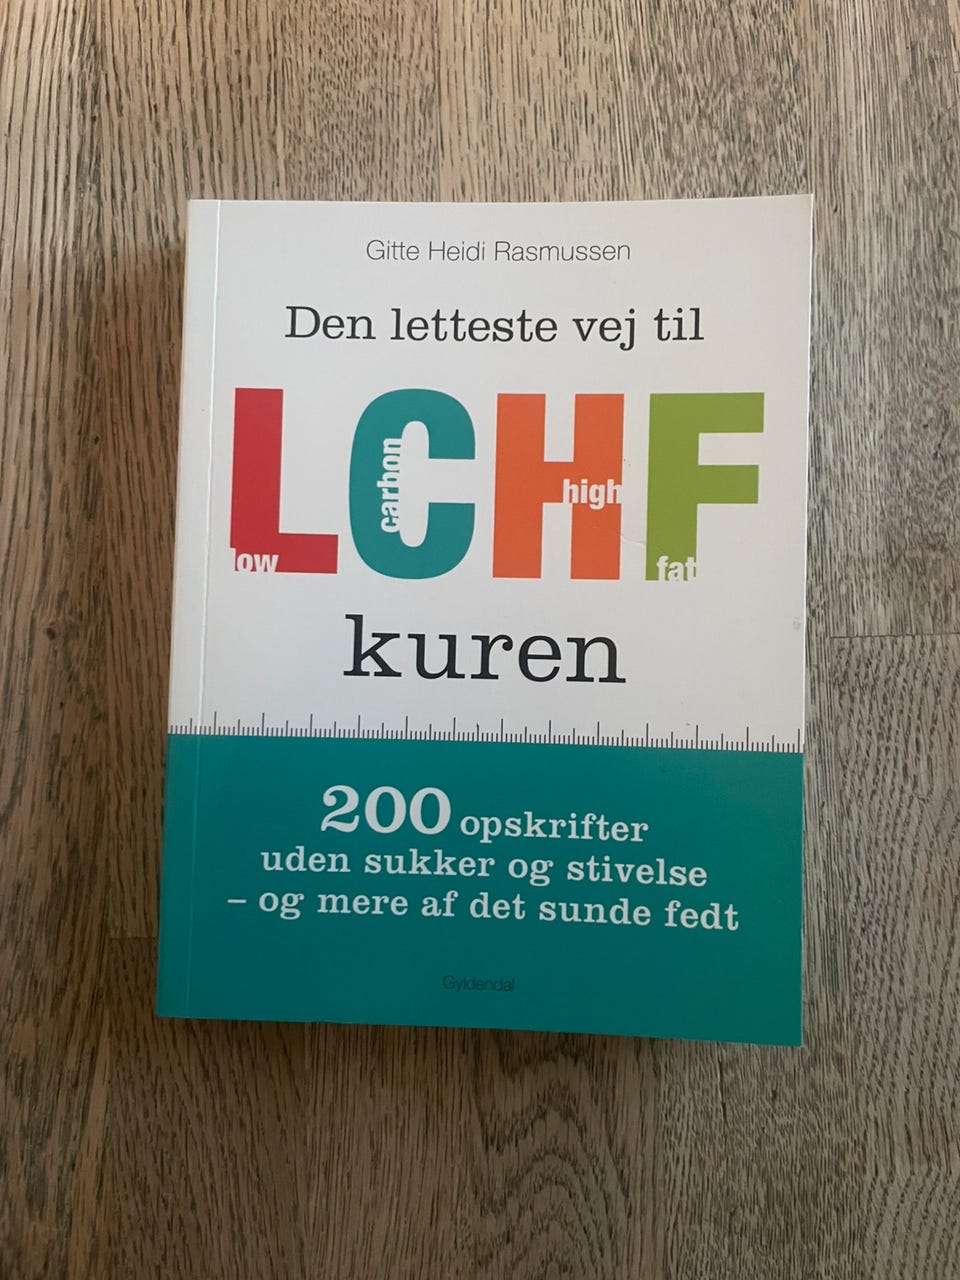 Gitte Heidi Rasmussen
Den letteste vej til
LCHF
low
carbon
high
fat
kuren
200 opskrifter
uden sukker og stivelse
– og mere af det sunde fedt
Gyldendal